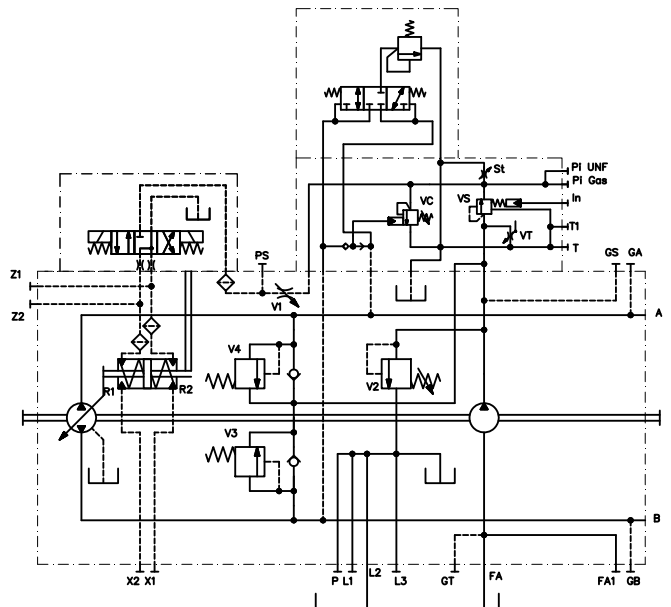 St
PI UNF
PI Gas
VC
VS
In
T1
VT
T
PS
GS GA
Z1
V1
Z2
A
V4
V2
R1
R2
V3
B
X2 X1
P L1
L2
L3
GT
FA
FA1
GB